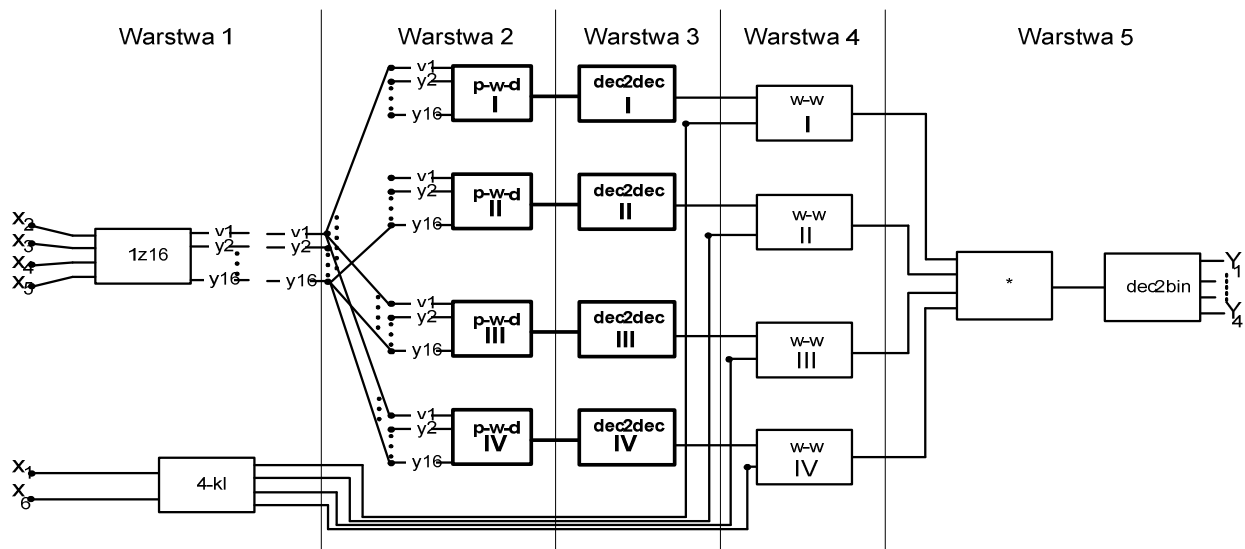 Warstwa 1
Warstwa 2
Warstwa 3
Warstwa 4
Warstwa 5
v1
y2
y16
p-w-d
I
dec2dec
I
w-w
I
v1
y2
y16
p-w-d
II
dec2dec
II
w-w
II
X2
X3
X4
X5
1z16
v1
y2
y16
v1
y2
y16
v1
y2
y16
p-w-d
III
dec2dec
III
w-w
III
*
dec2bin
Y1
Y4
v1
y2
y16
p-w-d
IV
dec2dec
IV
w-w
IV
X1
X6
4-kl